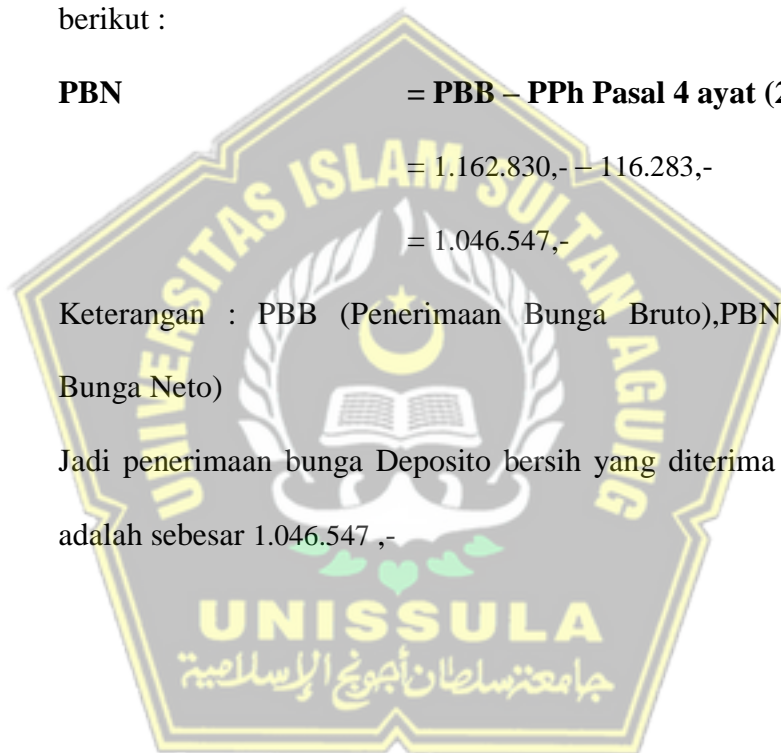 berikut :
PBN = PBB – PPh Pasal 4 ayat (2
= 1.162.830,- – 116.283,-
= 1.046.547,-
Keterangan : PBB (Penerimaan Bunga Bruto),PBN
Bunga Neto)
Jadi penerimaan bunga Deposito bersih yang diterima
adalah sebesar 1.046.547 ,-
UNIVERSITAS ISLAM SULTAN AGUNG
UNISSULA
جامعة سلطان أجونج الإسلامية